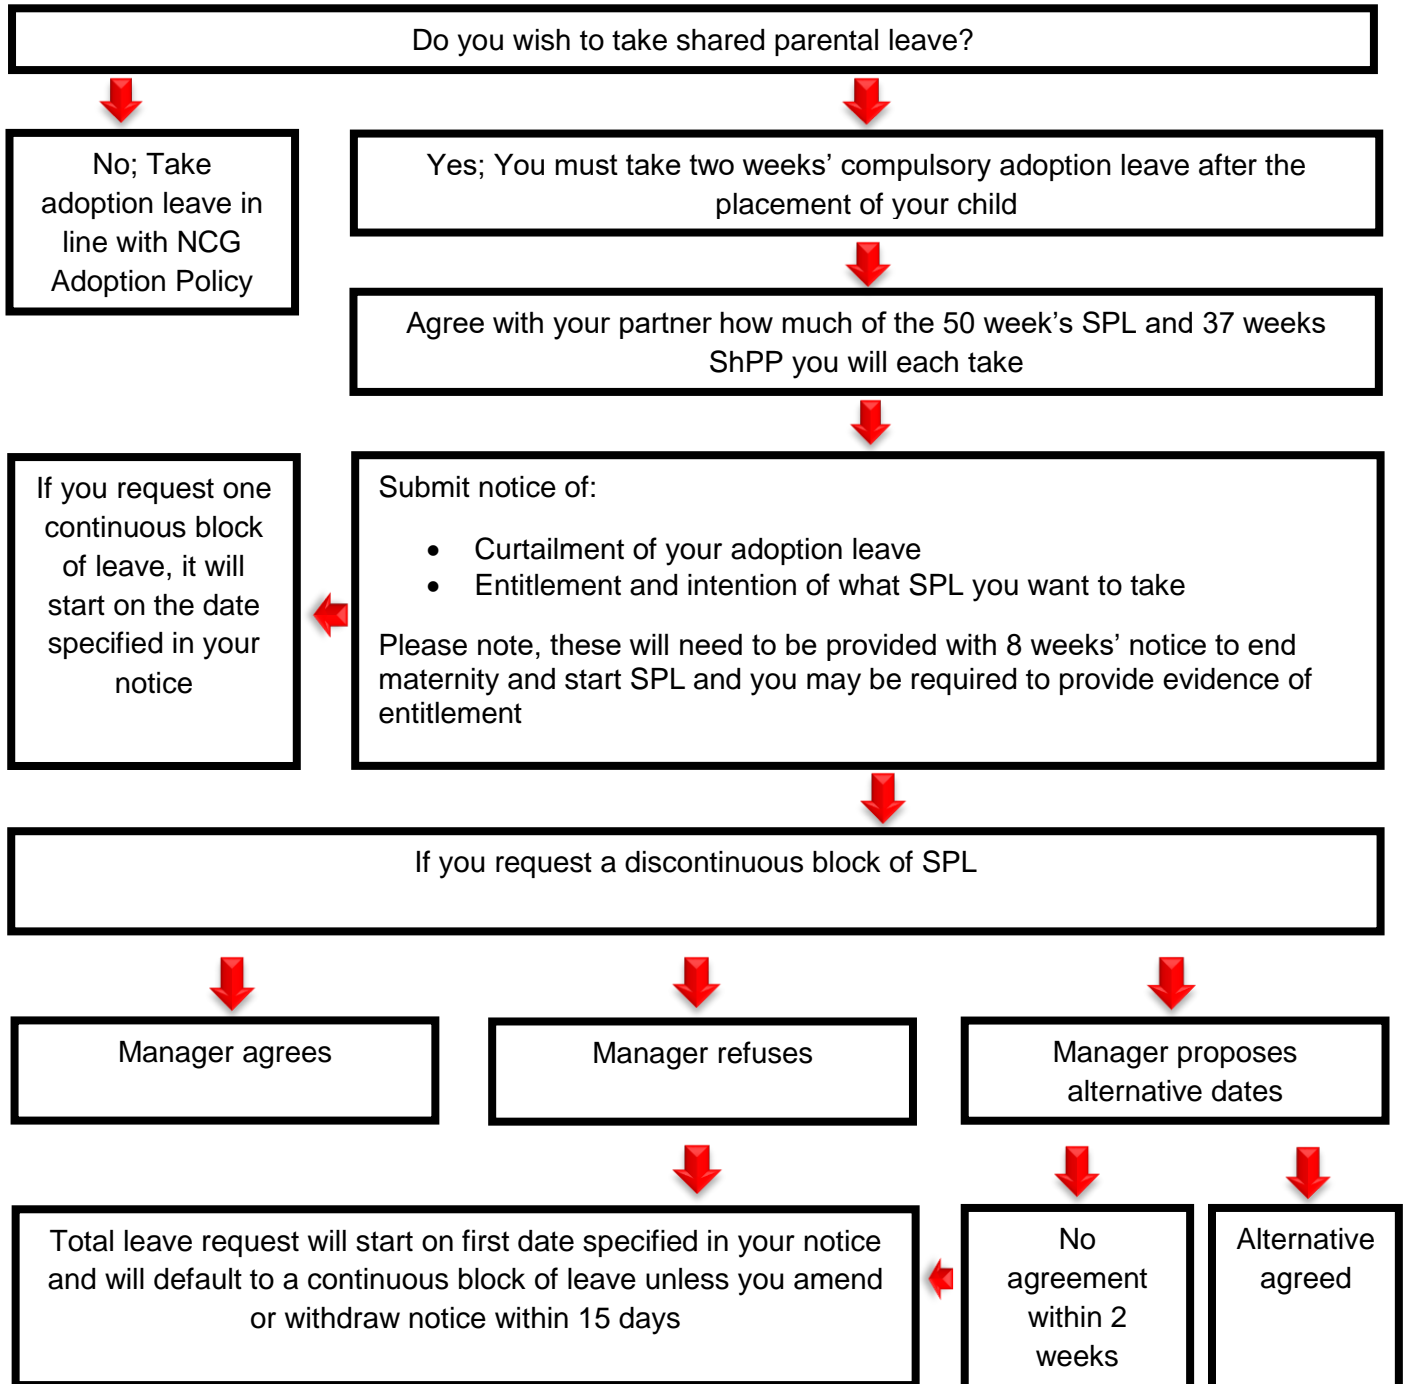 Do you wish to take shared parental leave?
No; Take
adoption leave in
line with NCG
Adoption Policy
Yes; You must take two weeks’ compulsory adoption leave after the
placement of your child
Agree with your partner how much of the 50 week’s SPL and 37 weeks
ShPP you will each take
If you request one
continuous block
of leave, it will
start on the date
specified in your
notice
Submit notice of:
• Curtailment of your adoption leave
• Entitlement and intention of what SPL you want to take
Please note, these will need to be provided with 8 weeks’ notice to end
maternity and start SPL and you may be required to provide evidence of
entitlement
If you request a discontinuous block of SPL
Manager agrees
Manager refuses
Manager proposes
alternative dates
Total leave request will start on first date specified in your notice
and will default to a continuous block of leave unless you amend
or withdraw notice within 15 days
No
agreement
within 2
weeks
Alternative
agreed